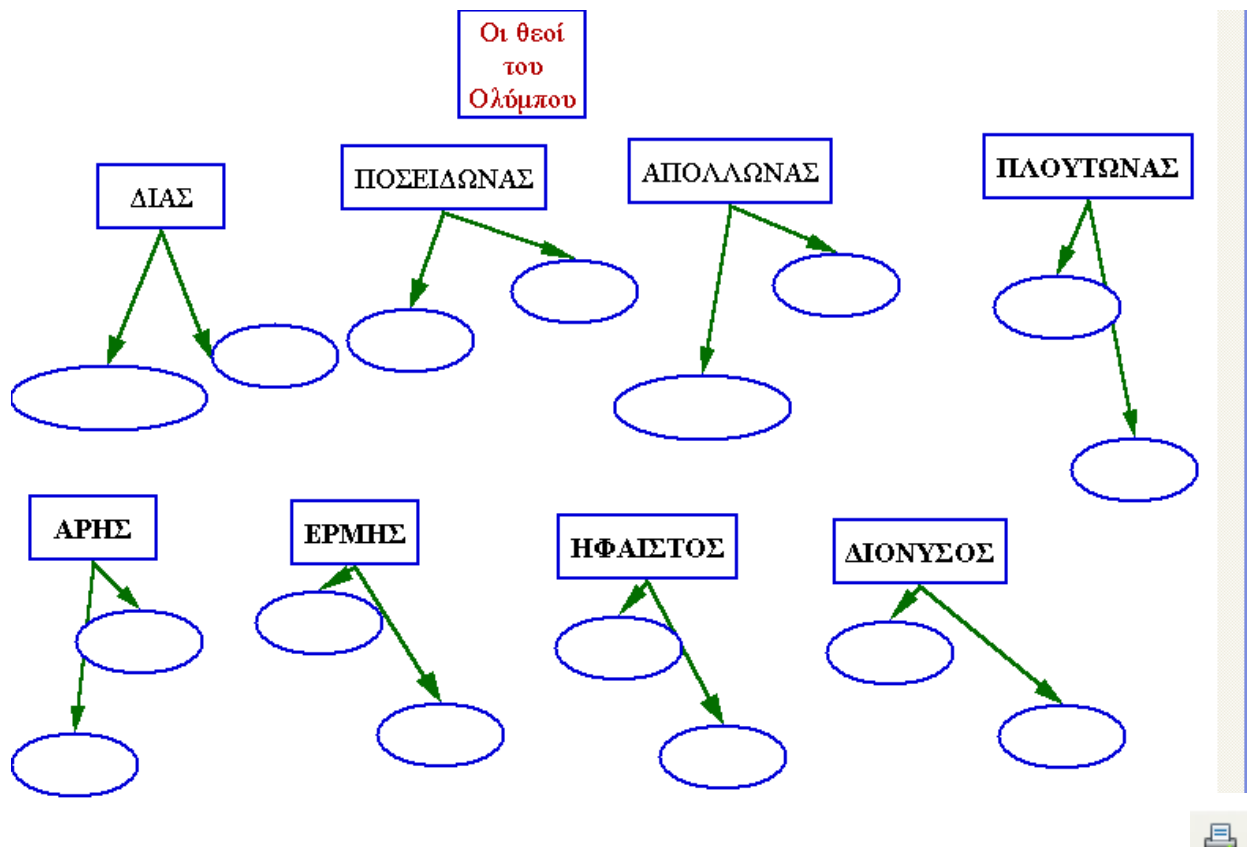 Οι θεοί
του
Ολύμπου
ΔΙΑΣ
ΠΟΣΕΙΔΩΝΑΣ
ΑΠΟΛΛΩΝΑΣ
ΠΛΟΥΤΩΝΑΣ
ΑΡΗΣ
ΕΡΜΗΣ
ΗΦΑΙΣΤΟΣ
ΔΙΟΝΥΣΟΣ